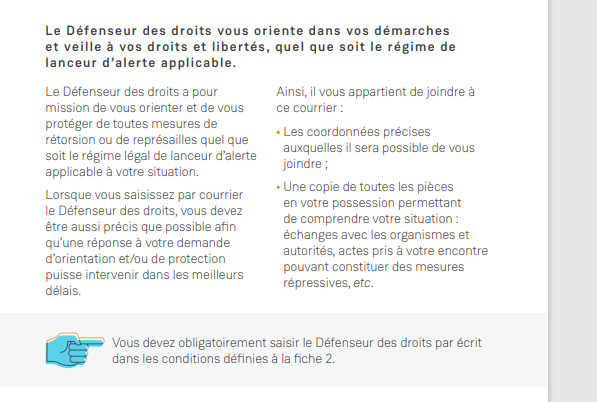 Le Défenseur des droits vous oriente dans vos démarches
et veille à vos droits et libertés, quel que soit le régime de
lanceur d'alerte applicable.
Le Défenseur des droits a pour
mission de vous orienter et de vous
protéger de toutes mesures de
rétorsion ou de représailles quel que
soit le régime légal de lanceur d'alerte
applicable à votre situation.
Lorsque vous saisissez par courrier
le Défenseur des droits, vous devez
être aussi précis que possible afin
qu'une réponse à votre demande
d'orientation et/ou de protection
puisse intervenir dans les meilleurs
délais.
Ainsi, il vous appartient de joindre à
ce courrier :
• Les coordonnées précises
auxquelles il sera possible de vous
joindre ;
• Une copie de toutes les pièces
en votre possession permettant
de comprendre votre situation :
échanges avec les organismes et
autorités, actes pris à votre encontre
pouvant constituer des mesures
répressives, etc.
Vous devez obligatoirement saisir le Défenseur des droits par écrit
dans les conditions définies à la fiche 2.